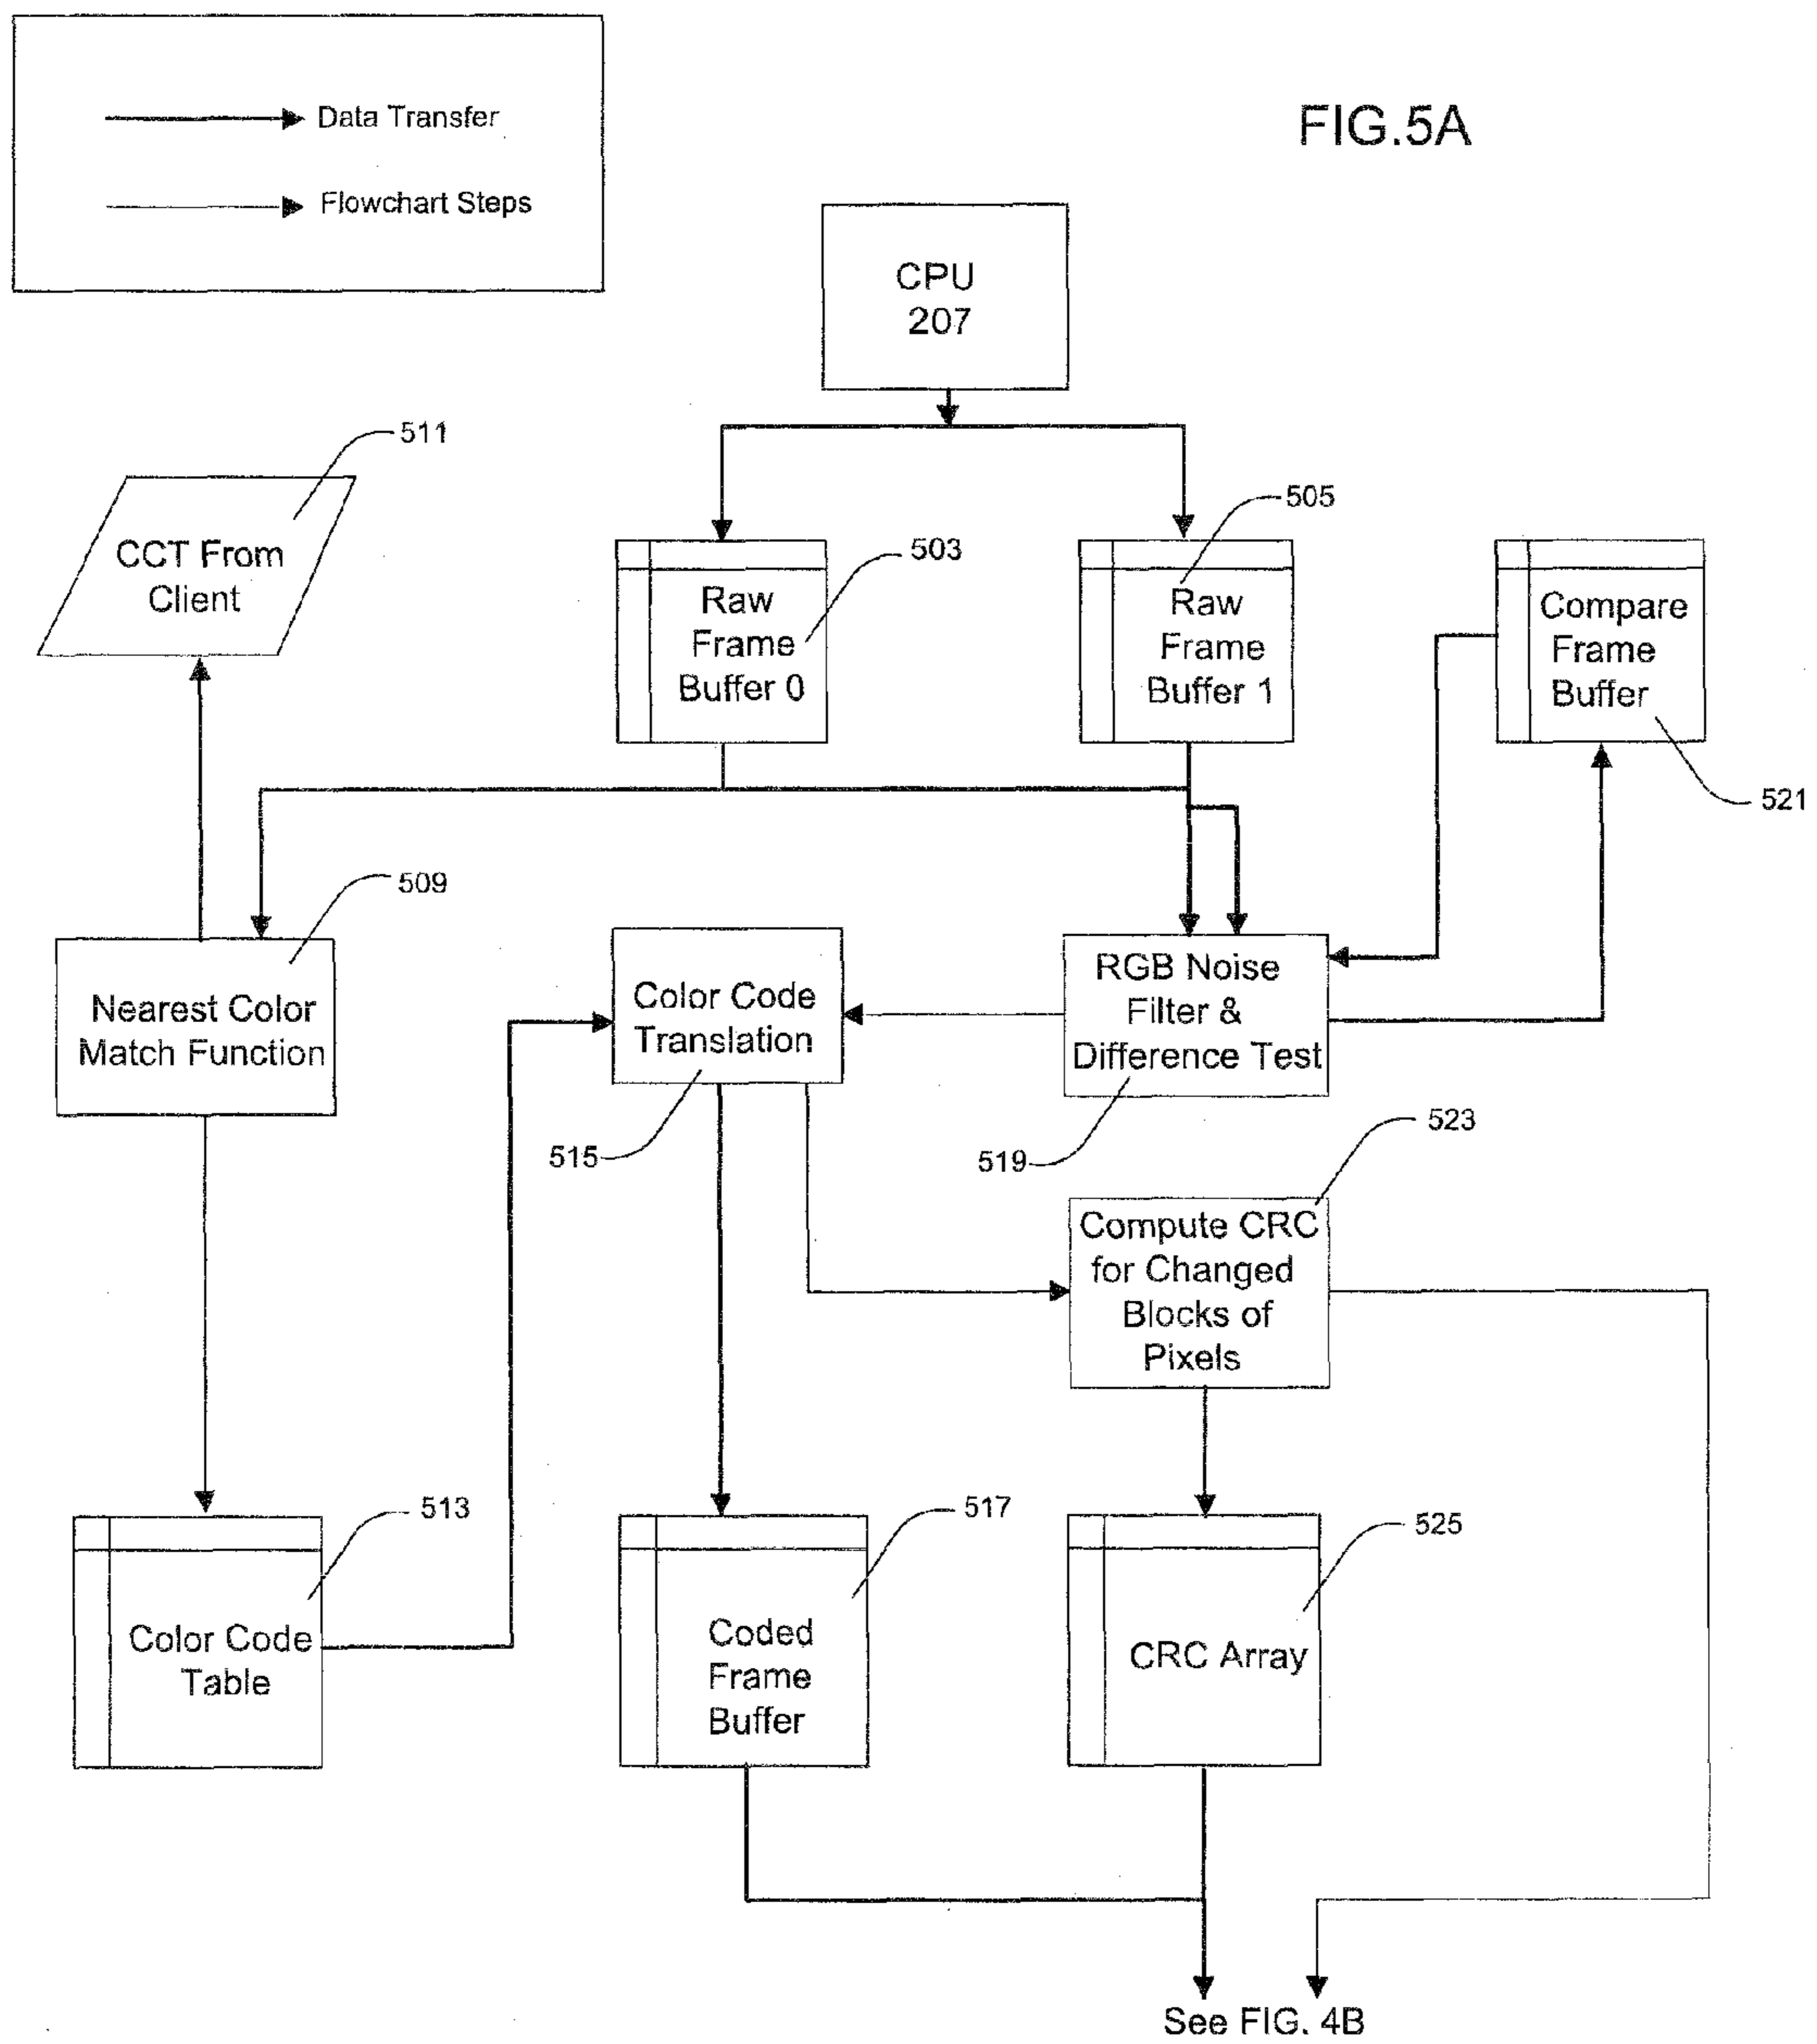 Data Transfer
Flowchart Steps
FIG.5A
CPU
207
511
CCT From
Client
503
Raw
Frame
Buffer 0
505
Raw
Frame
Buffer 1
Compare
Frame
Buffer
521
509
Nearest Color
Match Function
Color Code
Translation
515
RGB Noise
Filter &
Difference Test
519
523
Compute CRC
for Changed
Blocks of
Pixels
513
Color Code
Table
517
Coded
Frame
Buffer
525
CRC Array
See FIG. 4B